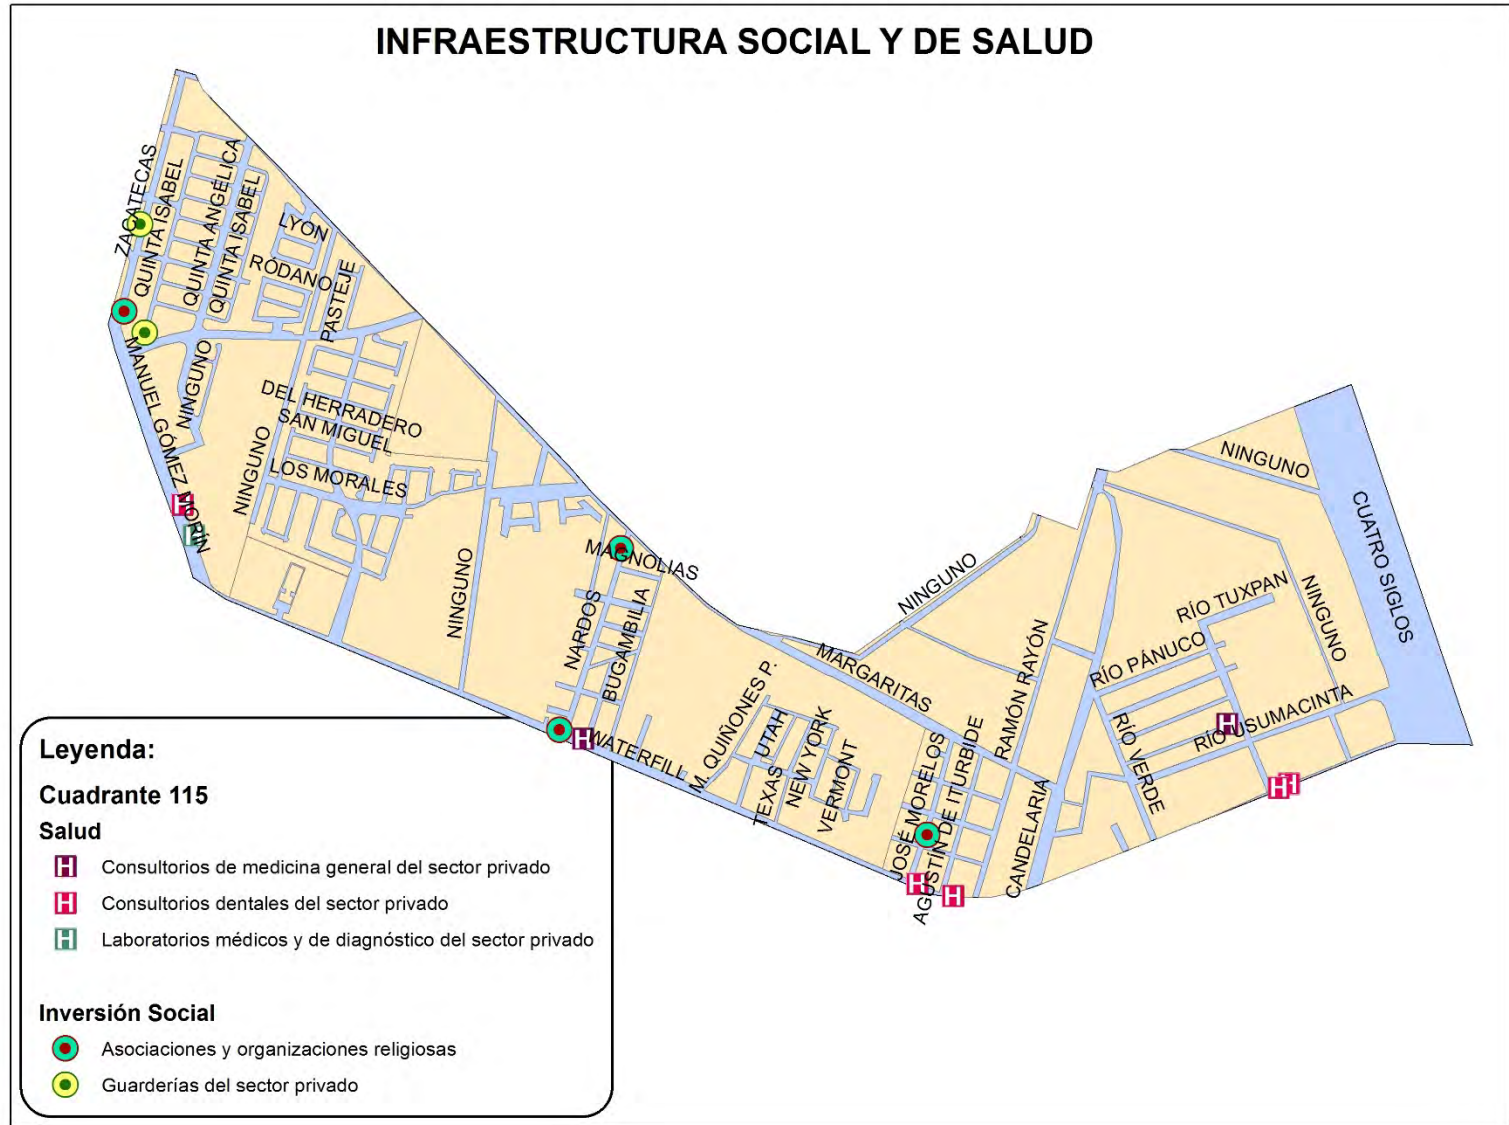 INFRAESTRUCTURA SOCIAL Y DE SALUD
ZACATECAS
QUINTA ISABEL
QUINTA ANGÉLICA
QUINTA ISABEL
LYON
RÓDANO
PASTEJE
MANUEL GÓMEZ MORÍN
NINGUNO
DEL HERRADERO
SAN MIGUEL
LOS MORALES
NINGUNO
NINGUNO
MAGNOLIAS
NARDOS
BUGAMBILIA
WATERFILL
M. QUIÑONES P.
TEXAS
UTAH
NEW YORK
VERMONT
MARGARITAS
NINGUNO
JOSÉ MORELOS
AGUSTÍN DE ITURBIDE
RAMÓN RAYÓN
CANDELARIA
RÍO VERDE
RÍO PÁNUCO
RÍO TUXPAN
RÍO USUMACINTA
NINGUNO
NINGUNO
CUATRO SIGLOS
H
H
H
H
H
H
H
H
Leyenda:
Cuadrante 115
Salud
H Consultorios de medicina general del sector privado
H Consultorios dentales del sector privado
H Laboratorios médicos y de diagnóstico del sector privado
Inversión Social
Asociaciones y organizaciones religiosas
Guarderías del sector privado